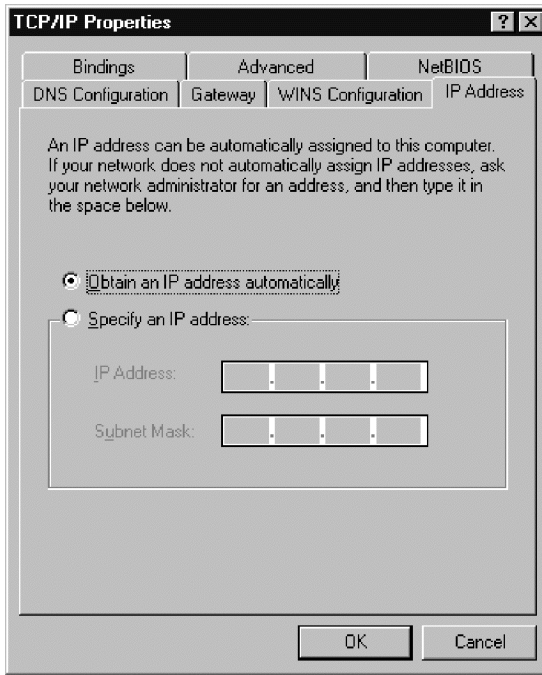 TCP/IP Properties
Bindings Advanced NetBIOS
DNS Configuration Gateway WINS Configuration IP Address
An IP address can be automatically assigned to this computer.
If your network does not automatically assign IP addresses, ask
your network administrator for an address, and then type it in
the space below.
Obtain an IP address automatically
Specify an IP address:
IP Address:
Subnet Mask:
OK Cancel